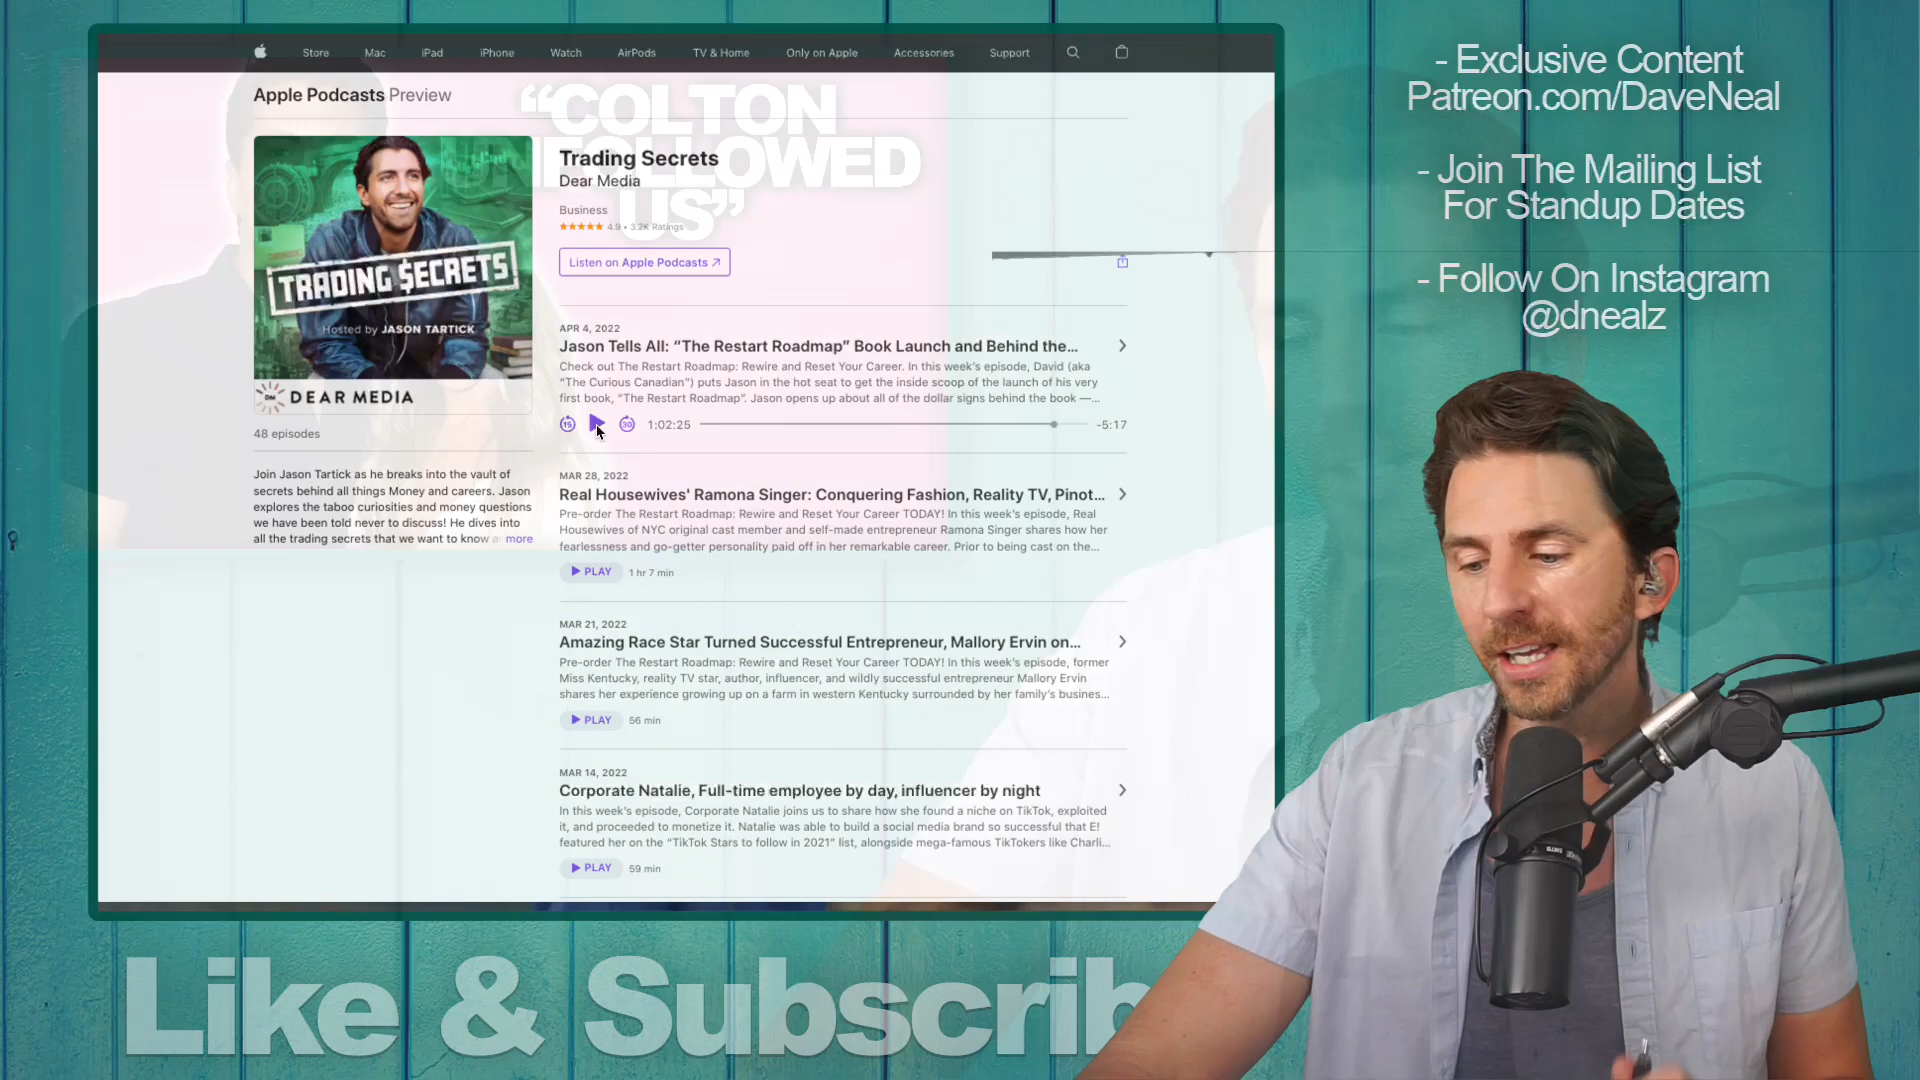 Store Mac iPad iPhone Watch AirPods TV & Home Only on Apple Accessories Support
Apple Podcasts Preview
“COLTON
UNFOLLOWED
US”
TRADING $ECRETS
Hosted by JASON TARTICK
DM DEAR MEDIA
48 episodes
Join Jason Tartick as he breaks into the vault of
secrets behind all things Money and careers. Jason
explores the taboo curiosities and money questions
we have been told never to discuss! He dives into
all the trading secrets that we want to know a more
Trading Secrets
Dear Media
Business
★★★★★ 4.9 • 3.2K Ratings
Listen on Apple Podcasts ↗
APR 4, 2022
Jason Tells All: “The Restart Roadmap” Book Launch and Behind the...
Check out The Restart Roadmap: Rewire and Reset Your Career. In this week's episode, David (aka
“The Curious Canadian”) puts Jason in the hot seat to get the inside scoop of the launch of his very
first book, “The Restart Roadmap”. Jason opens up about all of the dollar signs behind the book —...
15 30 1:02:25 -5:17
MAR 28, 2022
Real Housewives' Ramona Singer: Conquering Fashion, Reality TV, Pinot...
Pre-order The Restart Roadmap: Rewire and Reset Your Career TODAY! In this week's episode, Real
Housewives of NYC original cast member and self-made entrepreneur Ramona Singer shares how her
fearlessness and go-getter personality paid off in her remarkable career. Prior to being cast on the...
PLAY 1 hr 7 min
MAR 21, 2022
Amazing Race Star Turned Successful Entrepreneur, Mallory Ervin on...
Pre-order The Restart Roadmap: Rewire and Reset Your Career TODAY! In this week's episode, former
Miss Kentucky, reality TV star, author, influencer, and wildly successful entrepreneur Mallory Ervin
shares her experience growing up on a farm in western Kentucky surrounded by her family's busines...
PLAY 56 min
MAR 14, 2022
Corporate Natalie, Full-time employee by day, influencer by night
In this week's episode, Corporate Natalie joins us to share how she found a niche on TikTok, exploited
it, and proceeded to monetize it. Natalie was able to build a social media brand so successful that E!
featured her on the “TikTok Stars to follow in 2021” list, alongside mega-famous TikTokers like Charli...
PLAY 59 min
- Exclusive Content
Patreon.com/DaveNeal
- Join The Mailing List
For Standup Dates
- Follow On Instagram
@dnealz
Like & Subscrib